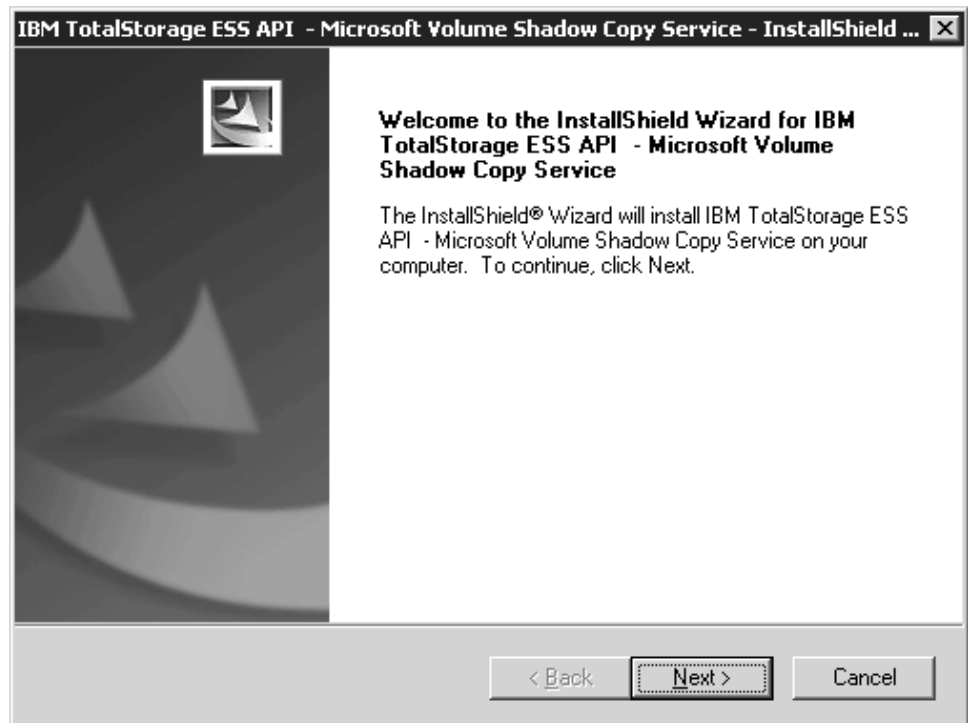 IBM TotalStorage ESS API - Microsoft Volume Shadow Copy Service - InstallShield ...
Welcome to the InstallShield Wizard for IBM
TotalStorage ESS API - Microsoft Volume
Shadow Copy Service
The InstallShield® Wizard will install IBM TotalStorage ESS
API - Microsoft Volume Shadow Copy Service on your
computer. To continue, click Next.
< Back Next > Cancel